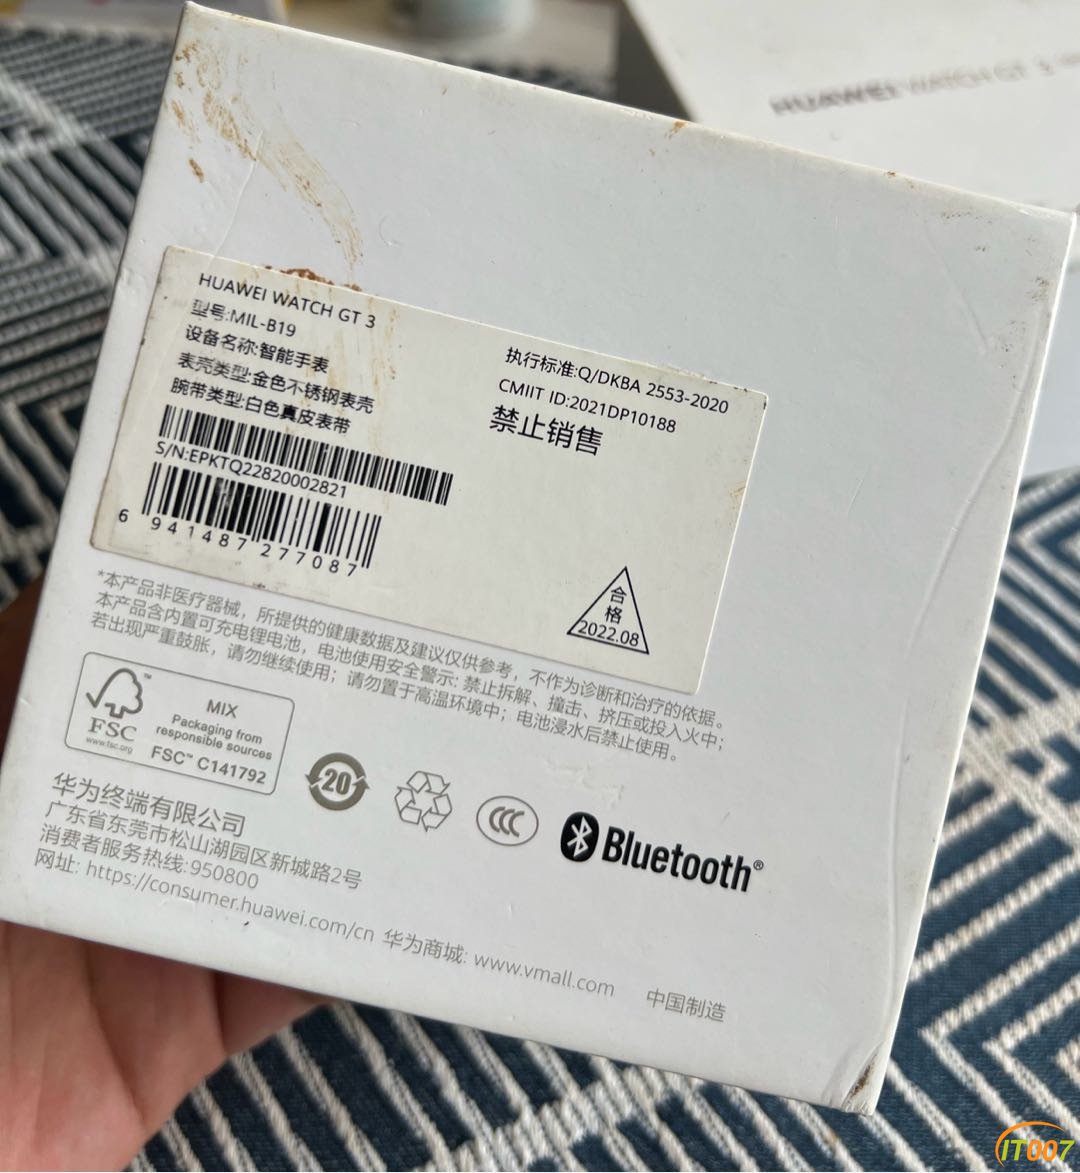 HUAWEI WATCH GT 3
HUAWEI WATCH GT 3
型号:MIL-B19
设备名称:智能手表
表壳类型:金色不锈钢表壳
腕带类型:白色真皮表带
S/N:EPKTQ22820002821
6 941487 277087
执行标准:Q/DKBA 2553-2020
CMIIT ID:2021DP10188
禁止销售
合
格
2022.08
*本产品非医疗器械，所提供的健康数据及建议仅供参考，不作为诊断和治疗的依据。
本产品含内置可充电锂电池，电池使用安全警示: 禁止拆解、撞击、挤压或投入火中；
若出现严重鼓胀，请勿继续使用；请勿置于高温环境中；电池浸水后禁止使用。
FSC™
www.fsc.org
MIX
Packaging from
responsible sources
FSC™ C141792
20
CCC
Bluetooth®
华为终端有限公司
广东省东莞市松山湖园区新城路2号
消费者服务热线:950800
网址: https://consumer.huawei.com/cn 华为商城: www.vmall.com
中国制造
IT007